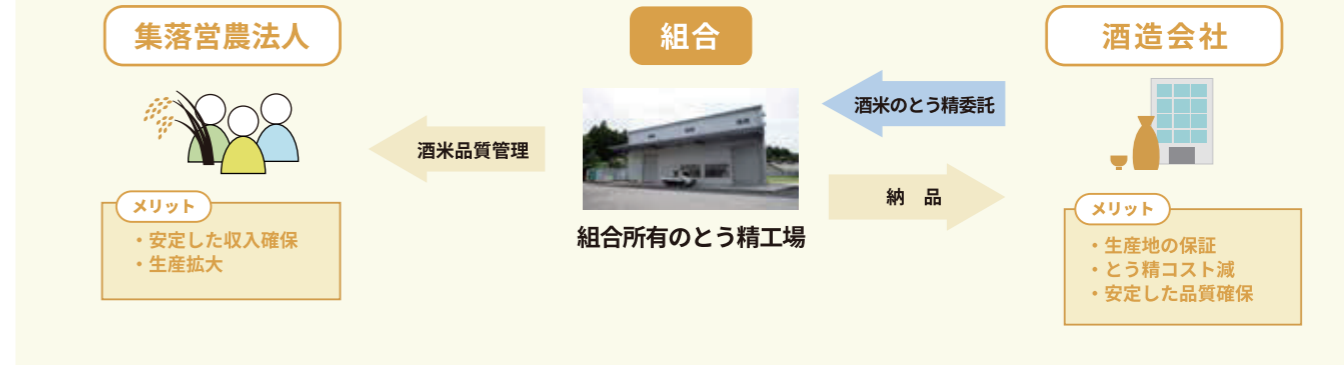 集落営農法人
組合
酒造会社
酒米のとう精委託
酒米品質管理
納　品
組合所有のとう精工場
メリット
・安定した収入確保
・生産拡大
メリット
・生産地の保証
・とう精コスト減
・安定した品質確保